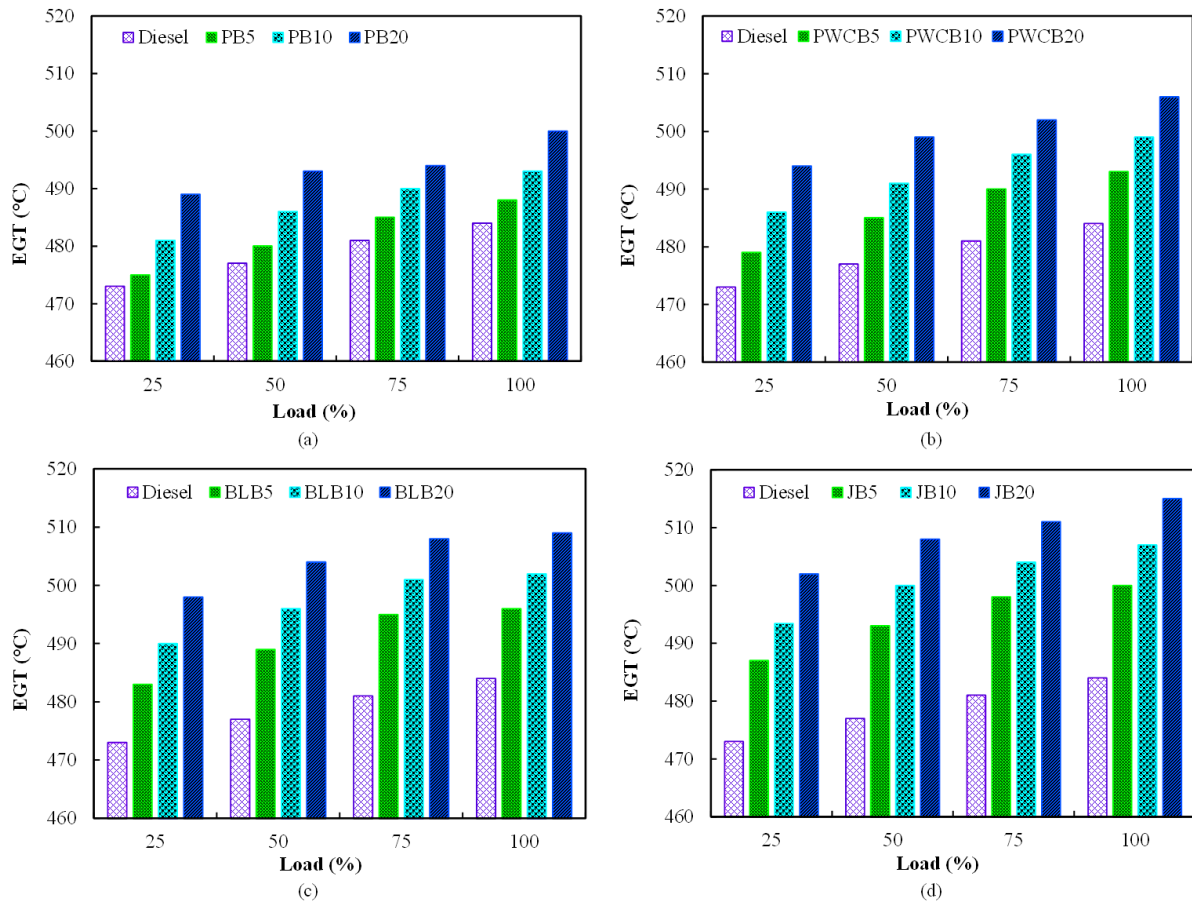 520
510
500
490
480
470
460
EGT (°C)
Diesel PB5 PB10 PB20
25 50 75 100
Load (%)
(a)
520
510
500
490
480
470
460
EGT (°C)
Diesel PWCB5 PWCB10 PWCB20
25 50 75 100
Load (%)
(b)
520
510
500
490
480
470
460
EGT (°C)
Diesel BLB5 BLB10 BLB20
25 50 75 100
Load (%)
(c)
520
510
500
490
480
470
460
EGT (°C)
Diesel JB5 JB10 JB20
25 50 75 100
Load (%)
(d)